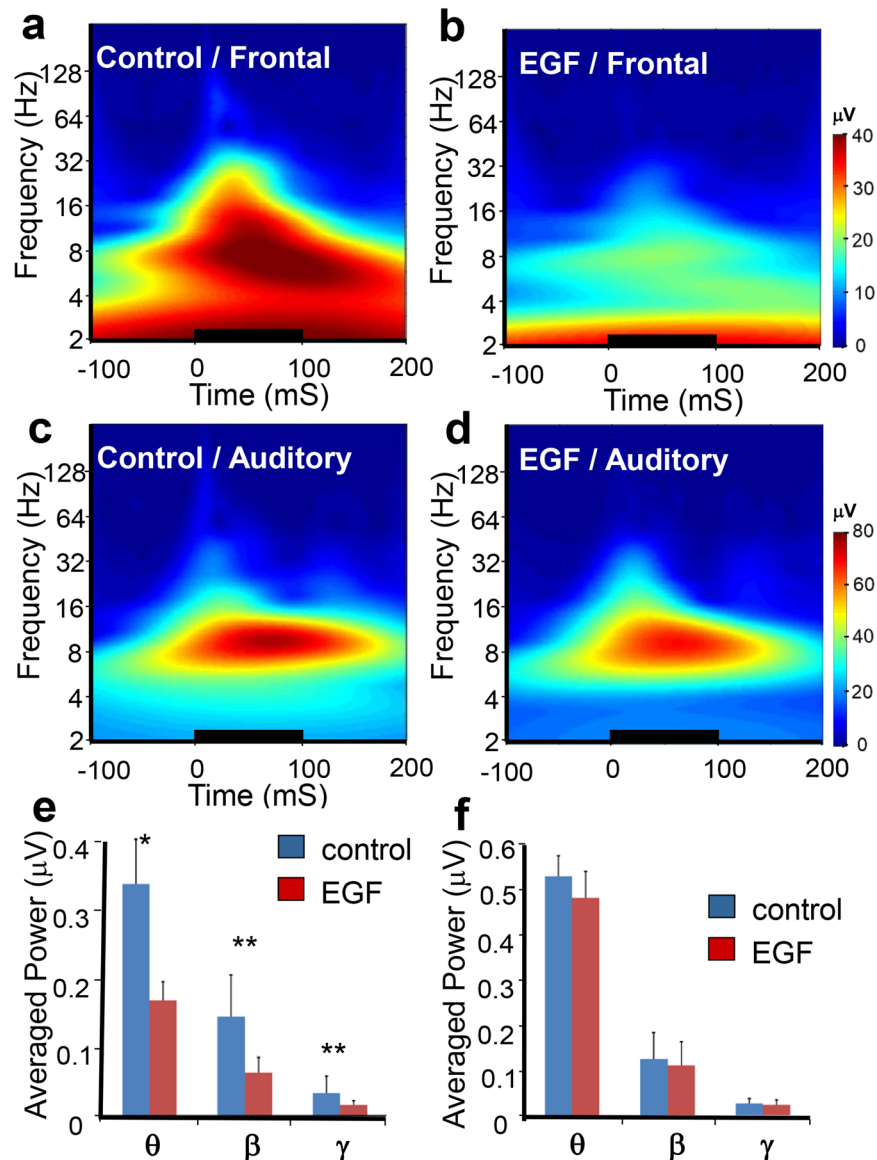 a
Control / Frontal
Frequency (Hz)
128
64
32
16
8
4
2
-100
0
100
200
Time (mS)
b
EGF / Frontal
Frequency (Hz)
128
64
32
16
8
4
2
-100
0
100
200
Time (mS)
µV
40
30
20
10
0
c
Control / Auditory
Frequency (Hz)
128
64
32
16
8
4
2
-100
0
100
200
Time (mS)
d
EGF / Auditory
Frequency (Hz)
128
64
32
16
8
4
2
-100
0
100
200
Time (mS)
µV
80
60
40
20
0
e
Averaged Power (µV)
0.4
0.3
0.2
0.1
0
*
**
**
control
EGF
θ
β
γ
f
Averaged Power (µV)
0.6
0.5
0.4
0.3
0.2
0.1
0
control
EGF
θ
β
γ